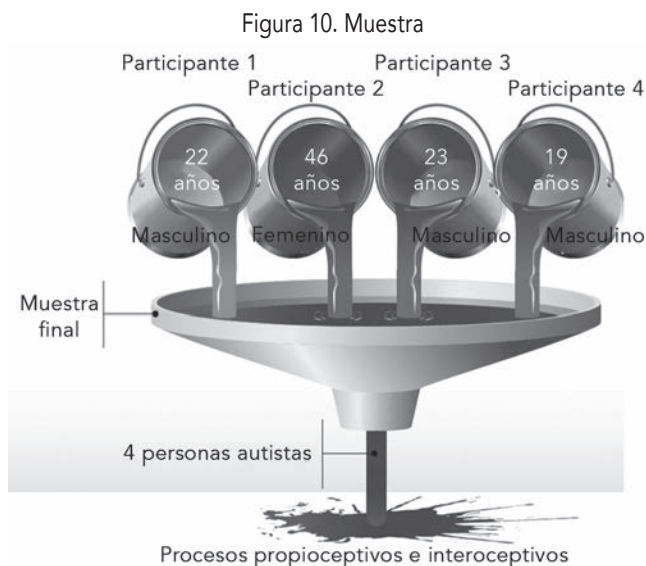 Figura 10. Muestra
Participante 1
Participante 2
Participante 3
Participante 4
22
años
Masculino
46
años
Femenino
23
años
Masculino
19
años
Masculino
Muestra
final
4 personas autistas
Procesos propioceptivos e interoceptivos